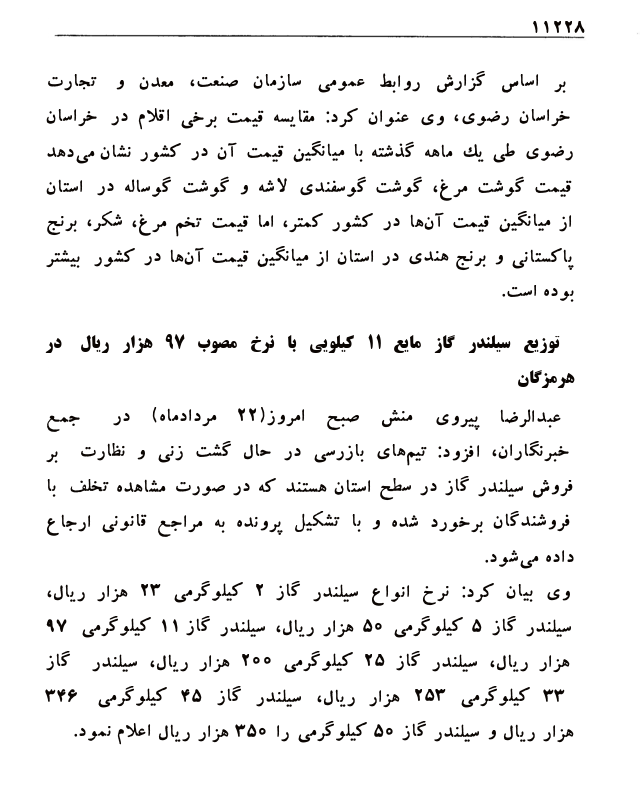 ۱۱۲۲۸
بر اساس گزارش روابط عمومی سازمان صنعت، معدن و تجارت
خراسان رضوی، وی عنوان کرد: مقایسه قیمت برخی اقلام در خراسان
رضوی طی یك ماهه گذشته با میانگین قیمت آن در کشور نشان می‌دهد
قیمت گوشت مرغ، گوشت گوسفندی لاشه و گوشت گوساله در استان
از میانگین قیمت آن‌ها در کشور کمتر، اما قیمت تخم مرغ، شکر، برنج
پاکستانی و برنج هندی در استان از میانگین قیمت آن‌ها در کشور بیشتر
بوده است.
توزیع سیلندر گاز مایع ۱۱ کیلویی با نرخ مصوب ۹۷ هزار ریال در
هرمزگان
عبدالرضا پیروی منش صبح امروز(۲۲ مردادماه) در جمع
خبرنگاران، افزود: تیم‌های بازرسی در حال گشت زنی و نظارت بر
فروش سیلندر گاز در سطح استان هستند که در صورت مشاهده تخلف با
فروشندگان برخورد شده و با تشکیل پرونده به مراجع قانونی ارجاع
داده می‌شود.
وی بیان کرد: نرخ انواع سیلندر گاز ۲ کیلوگرمی ۲۳ هزار ریال،
سیلندر گاز ۵ کیلوگرمی ۵۰ هزار ریال، سیلندر گاز ۱۱ کیلوگرمی ۹۷
هزار ریال، سیلندر گاز ۲۵ کیلوگرمی ۲۰۰ هزار ریال، سیلندر گاز
۳۳ کیلوگرمی ۲۵۳ هزار ریال، سیلندر گاز ۴۵ کیلوگرمی ۳۴۶
هزار ریال و سیلندر گاز ۵۰ کیلوگرمی را ۳۵۰ هزار ریال اعلام نمود.